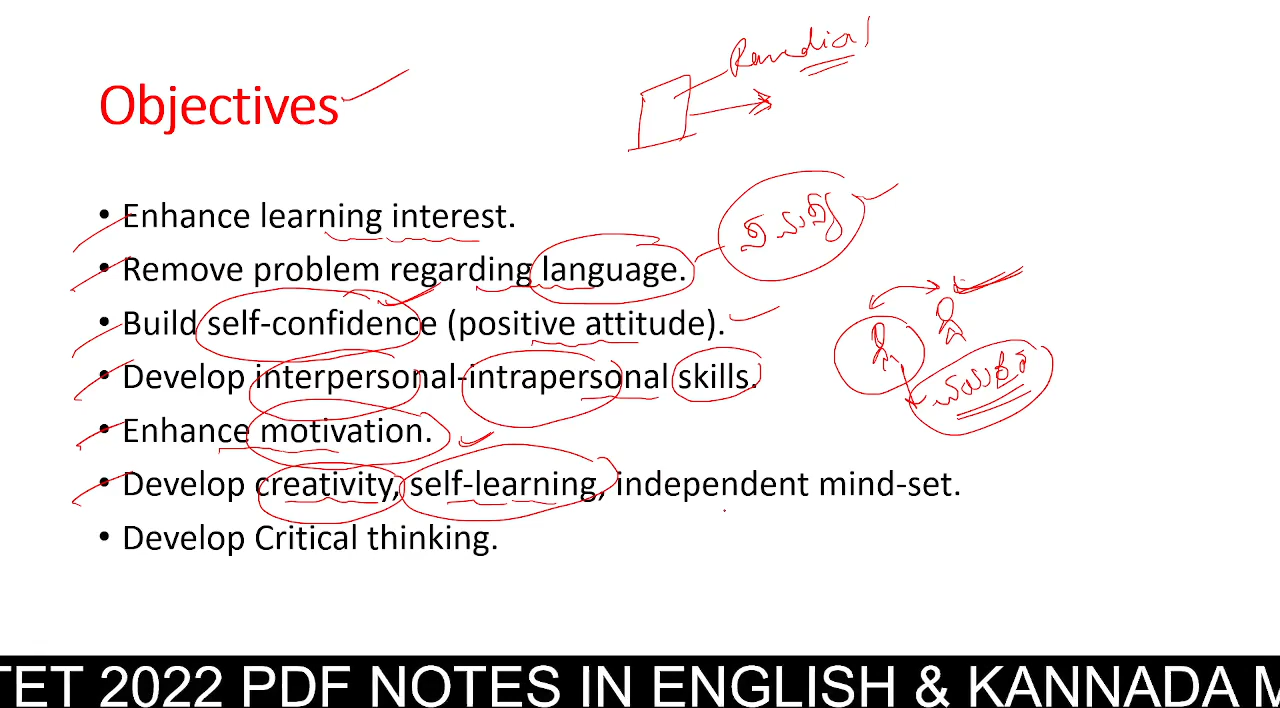 Remedial
Objectives
• Enhance learning interest.
• Remove problem regarding language.
• Build self-confidence (positive attitude).
• Develop interpersonal-intrapersonal skills.
• Enhance motivation.
• Develop creativity, self-learning, independent mind-set.
• Develop Critical thinking.
TET 2022 PDF NOTES IN ENGLISH & KANNADA M